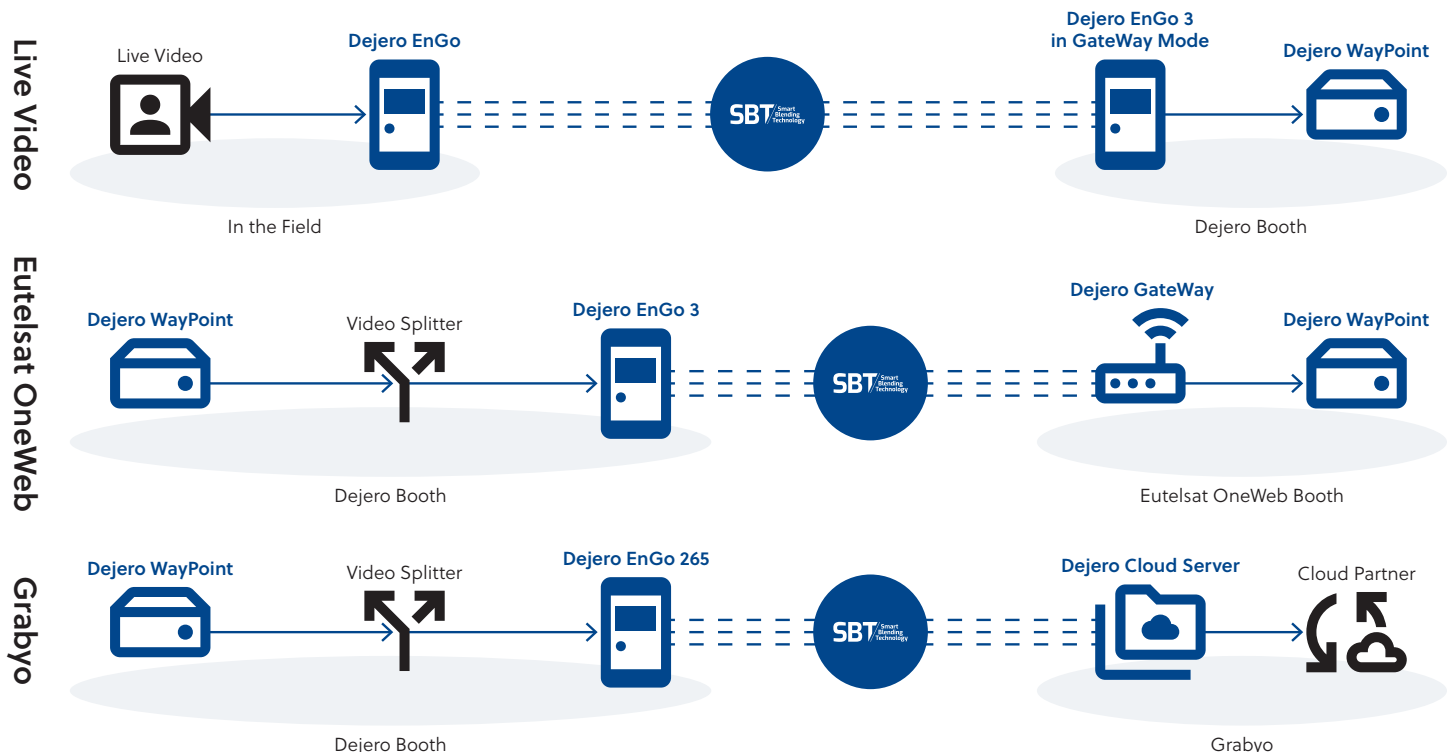 Live Video
Live Video
Dejero EnGo
SBT Smart
Blending
Technology
Dejero EnGo 3
in GateWay Mode
Dejero WayPoint
In the Field
Dejero Booth
Eutelsat OneWeb
Dejero WayPoint
Video Splitter
Dejero EnGo 3
SBT Smart
Blending
Technology
Dejero GateWay
Dejero WayPoint
Dejero Booth
Eutelsat OneWeb Booth
Grabyo
Dejero WayPoint
Video Splitter
Dejero EnGo 265
SBT Smart
Blending
Technology
Dejero Cloud Server
Cloud Partner
Dejero Booth
Grabyo